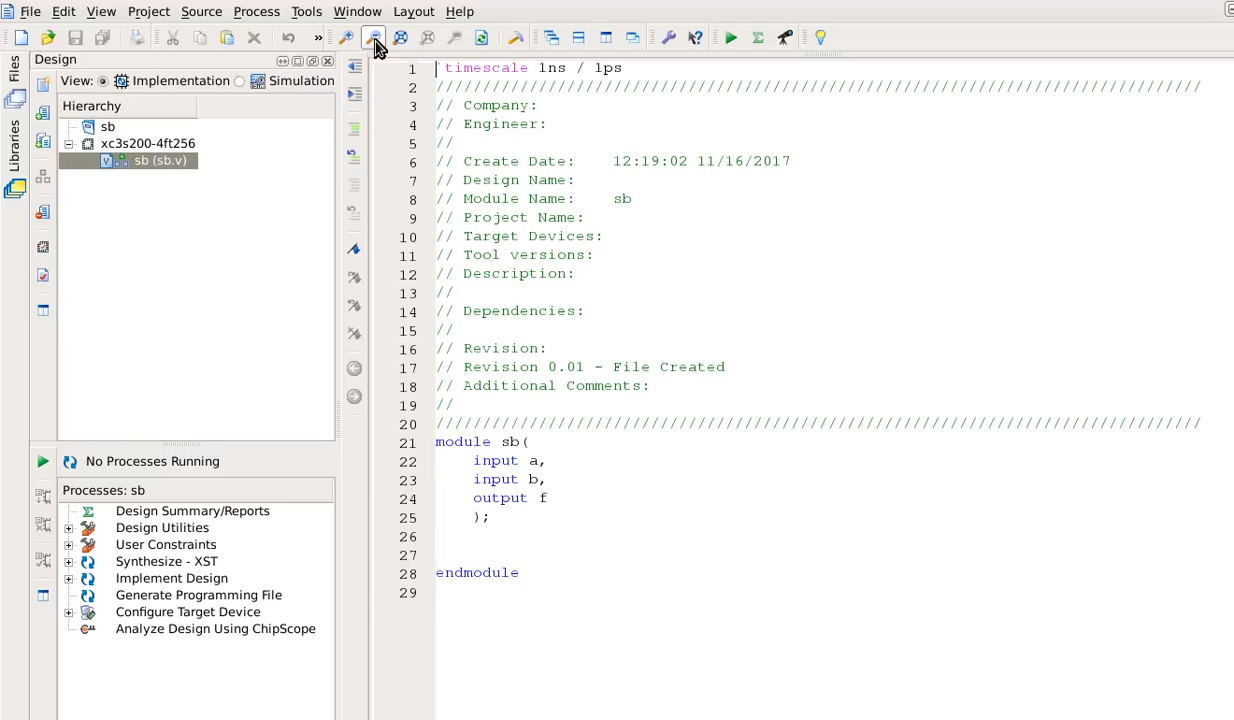 File Edit View Project Source Process Tools Window Layout Help
»
Design
View: Implementation Simulation
Hierarchy
sb
xc3s200-4ft256
sb (sb.v)
Files
Libraries
No Processes Running
Processes: sb
Design Summary/Reports
Design Utilities
User Constraints
Synthesize - XST
Implement Design
Generate Programming File
Configure Target Device
Analyze Design Using ChipScope
1 `timescale 1ns / 1ps
2 //////////////////////////////////////////////////////////////////////////////////
3 // Company:
4 // Engineer:
5 //
6 // Create Date:    12:19:02 11/16/2017
7 // Design Name:
8 // Module Name:    sb
9 // Project Name:
10 // Target Devices:
11 // Tool versions:
12 // Description:
13 //
14 // Dependencies:
15 //
16 // Revision:
17 // Revision 0.01 - File Created
18 // Additional Comments:
19 //
20 //////////////////////////////////////////////////////////////////////////////////
21 module sb(
22     input a,
23     input b,
24     output f
25     );
26
27
28 endmodule
29